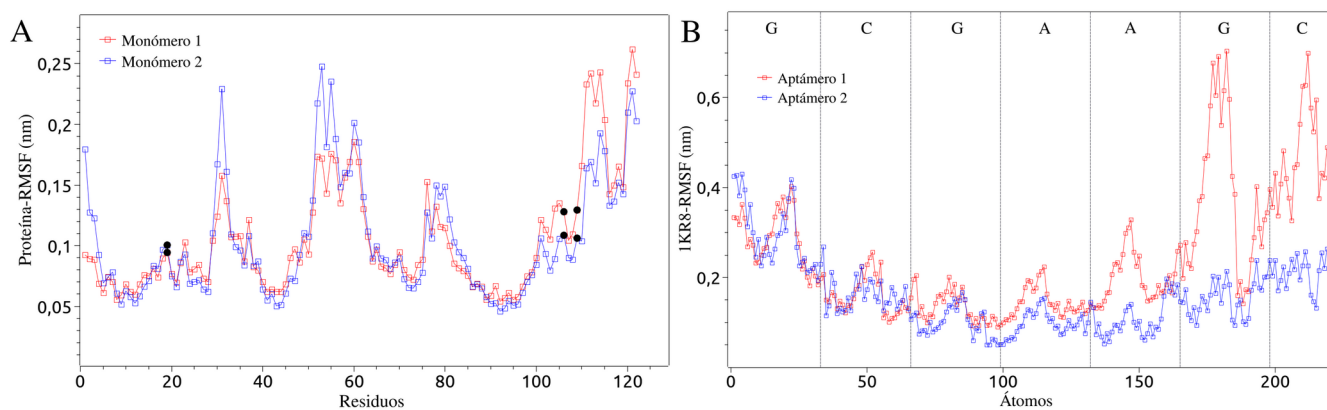 A
Monómero 1
Monómero 2
Proteína-RMSF (nm)
0,25
0,2
0,15
0,1
0,05
0
20
40
60
80
100
120
Residuos
B
G
C
G
A
A
G
C
Aptámero 1
Aptámero 2
1KR8-RMSF (nm)
0,6
0,4
0,2
0
50
100
150
200
Átomos